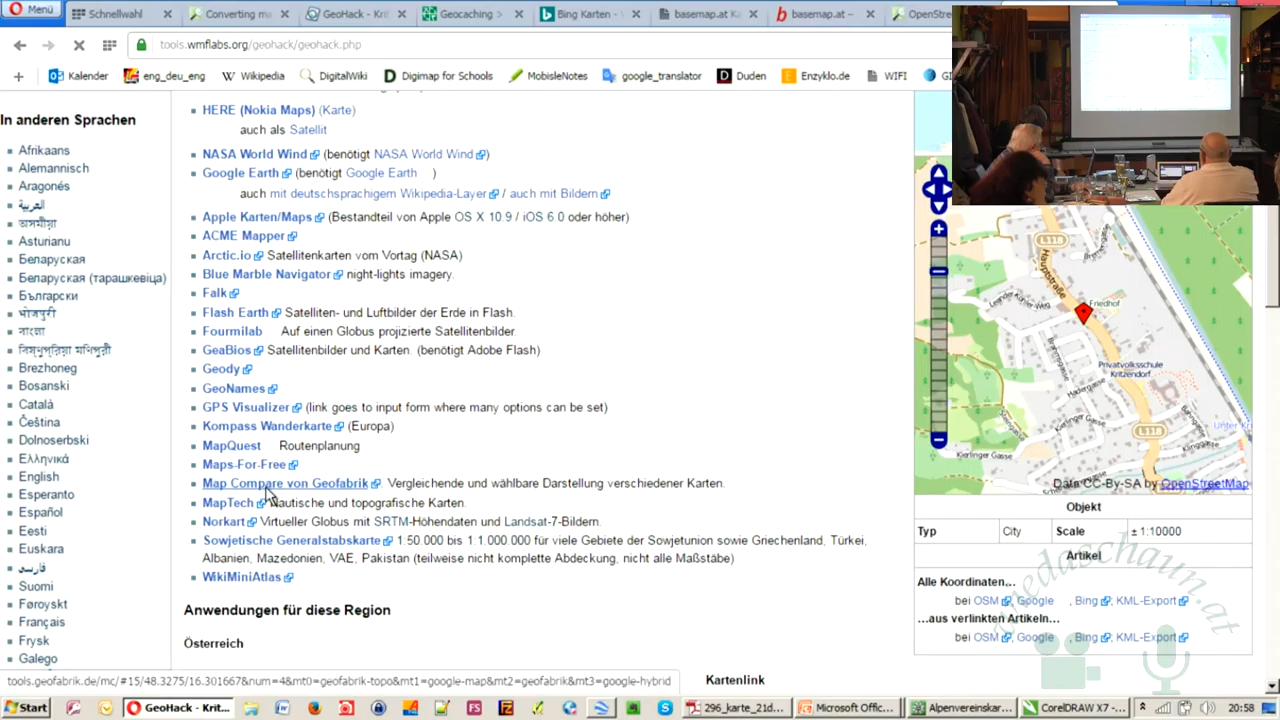 Menü
Schnellwahl
Converting ma
GeoHack - Krit
Geocaching >
Bing Karten -
basemap.at Ka
basemap.at –
OpenStre
tools.wmflabs.org/geohack/geohack.php
Kalender
eng_deu_eng
Wikipedia
DigitalWiki
Digimap for Schools
MobisleNotes
google_translator
Duden
Enzyklo.de
WIFI
In anderen Sprachen
Afrikaans
Alemannisch
Aragonés
العربية
অসমীয়া
Asturianu
Беларуская
Беларуская (тарашкевіца)
Български
भोजपुरी
বাংলা
বিষ্ণুপ্রিয়া মণিপুরী
Brezhoneg
Bosanski
Català
Čeština
Dolnoserbski
Ελληνικά
English
Esperanto
Español
Eesti
Euskara
فارسی
Suomi
Føroyskt
Français
Frysk
Galego
HERE (Nokia Maps) (Karte)
auch als Satellit
NASA World Wind (benötigt NASA World Wind )
Google Earth (benötigt Google Earth )
auch mit deutschsprachigem Wikipedia-Layer / auch mit Bildern
Apple Karten/Maps (Bestandteil von Apple OS X 10.9 / iOS 6.0 oder höher)
ACME Mapper
Arctic.io Satellitenkarten vom Vortag (NASA)
Blue Marble Navigator night-lights imagery.
Falk
Flash Earth Satelliten- und Luftbilder der Erde in Flash.
Fourmilab Auf einen Globus projizierte Satellitenbilder.
GeaBios Satellitenbilder und Karten. (benötigt Adobe Flash)
Geody
GeoNames
GPS Visualizer (link goes to input form where many options can be set)
Kompass Wanderkarte (Europa)
MapQuest Routenplanung
Maps-For-Free
Map Compare von Geofabrik . Vergleichende und wählbare Darstellung verschiedener Karten.
MapTech Nautische und topografische Karten.
Norkart Virtueller Globus mit SRTM-Höhendaten und Landsat-7-Bildern.
Sowjetische Generalstabskarte 1:50.000 bis 1:1.000.000 für viele Gebiete der Sowjetunion sowie Griechenland, Türkei,
Albanien, Mazedonien, VAE, Pakistan (teilweise nicht komplette Abdeckung, nicht alle Maßstäbe)
WikiMiniAtlas
Anwendungen für diese Region
Österreich
Kartenlink
L118
Hauptstraße
Friedhof
Privatvolksschule
Kritzendorf
Hadergasse
L118
Kierlinger Gasse
Kierlinger Gasse
Unter Kri
Data CC-By-SA by OpenStreetMap
Objekt
Typ City Scale ± 1:10000
Artikel
Alle Koordinaten...
bei OSM , Google , Bing , KML-Export
...aus verlinkten Artikeln...
bei OSM , Google , Bing , KML-Export
anedaschaun.at
tools.geofabrik.de/mc/#15/48.3275/16.301667&num=4&mt0=geofabrik-topo&mt1=google-map&mt2=geofabrik&mt3=google-hybrid
Start
GeoHack - Krit...
296_karte_21d...
Microsoft Offic...
Alpenvereinskar...
CorelDRAW X7 -...
20:58